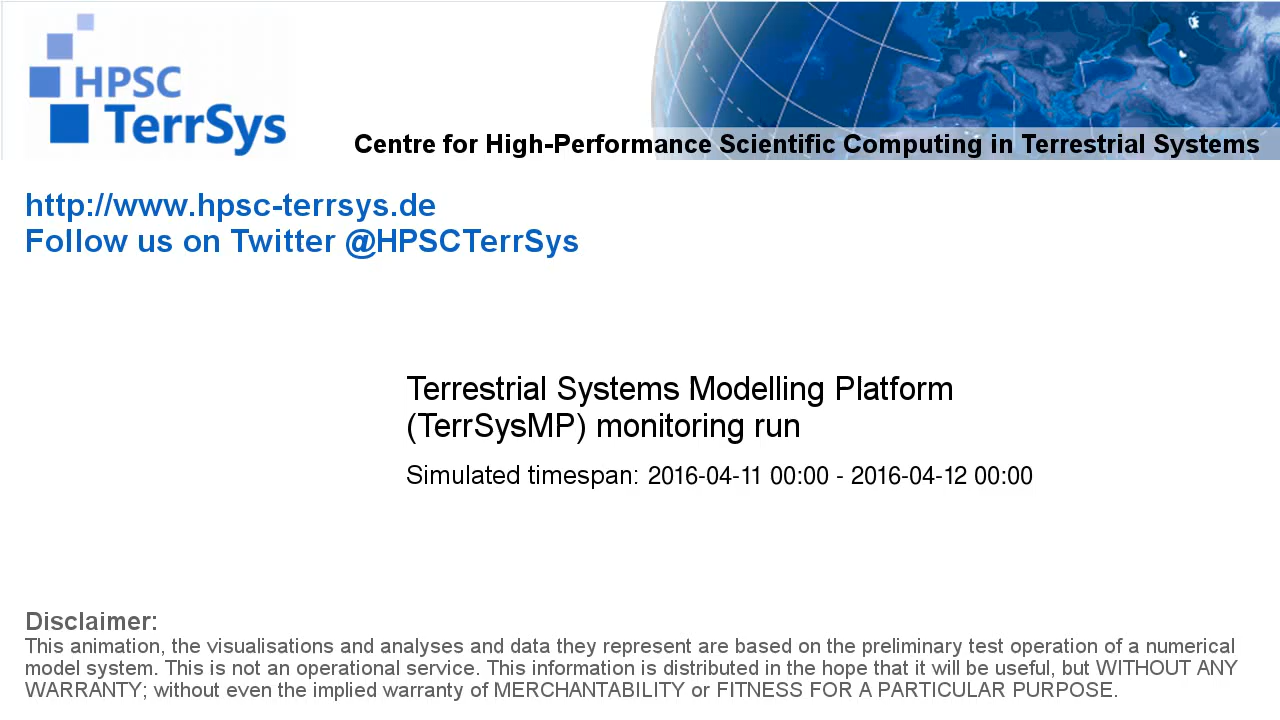 HPSC
TerrSys
Centre for High-Performance Scientific Computing in Terrestrial Systems
http://www.hpsc-terrsys.de
Follow us on Twitter @HPSCTerrSys
Terrestrial Systems Modelling Platform
(TerrSysMP) monitoring run
Simulated timespan: 2016-04-11 00:00 - 2016-04-12 00:00
Disclaimer:
This animation, the visualisations and analyses and data they represent are based on the preliminary test operation of a numerical
model system. This is not an operational service. This information is distributed in the hope that it will be useful, but WITHOUT ANY
WARRANTY; without even the implied warranty of MERCHANTABILITY or FITNESS FOR A PARTICULAR PURPOSE.